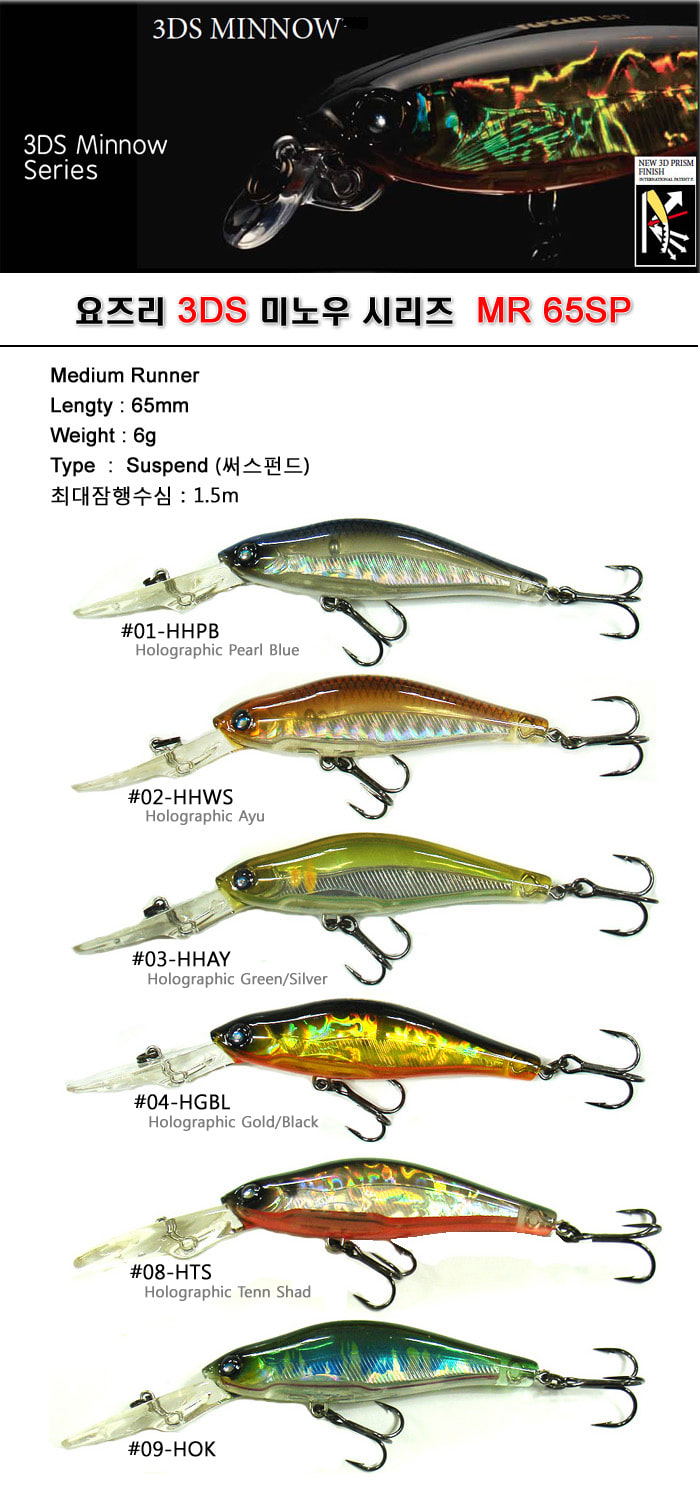 3DS MINNOW
3DS Minnow
Series
NEW 3D PRISM
FINISH
INTERNATIONAL PATENT P.
요즈리 3DS 미노우 시리즈 MR 65SP
Medium Runner
Lengty : 65mm
Weight : 6g
Type : Suspend (써스펀드)
최대잠행수심 : 1.5m
#01-HHPB
Holographic Pearl Blue
#02-HHWS
Holographic Ayu
#03-HHAY
Holographic Green/Silver
#04-HGBL
Holographic Gold/Black
#08-HTS
Holographic Tenn Shad
#09-HOK